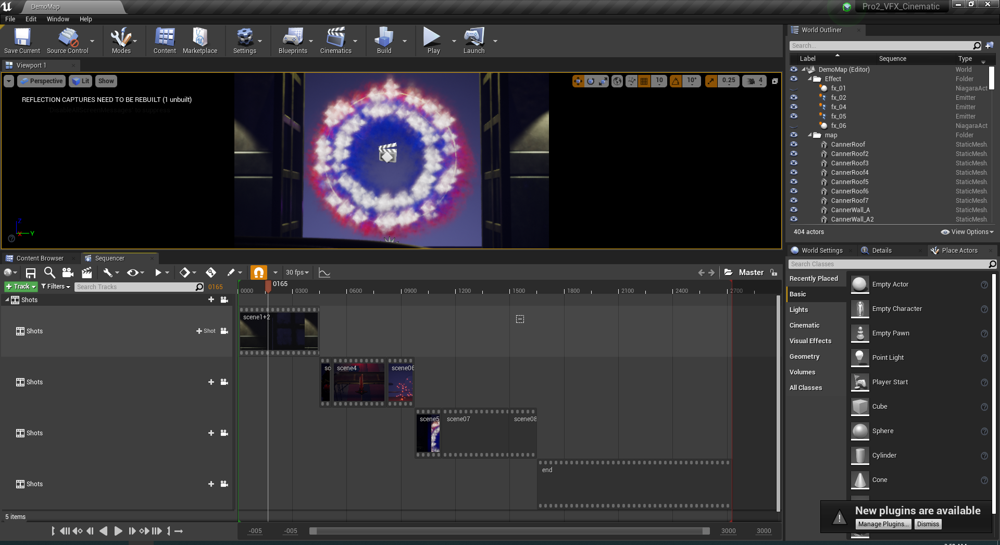 DemoMap
Pro2_VFX_Cinematic
File Edit Window Help
Save Current
Source Control
Modes
Content
Marketplace
Settings
Blueprints
Cinematics
Build
Play
Launch
Viewport 1
Perspective
Lit
Show
10
10°
0.25
4
REFLECTION CAPTURES NEED TO BE REBUILT (1 unbuilt)
'DisableAllScreenMessages' to suppress
Z
X
Y
World Outliner
Search...
Label Sequence Type
DemoMap (Editor) World
Effect Folder
fx_01 NiagaraAct
fx_02 Emitter
fx_04 Emitter
fx_05 Emitter
fx_06 NiagaraAct
map Folder
CannerRoof StaticMesh
CannerRoof2 StaticMesh
CannerRoof3 StaticMesh
CannerRoof4 StaticMesh
CannerRoof5 StaticMesh
CannerRoof6 StaticMesh
CannerRoof7 StaticMesh
CannerWall_A StaticMesh
CannerWall_A2 StaticMesh
404 actors
View Options
Content Browser
Sequencer
30 fps
Master
Track
Filters
Search Tracks
0165
0165
0000 0300 0600 0900 1200 1500 1800 2100 2400 2700
Shots
scene1+2
Shots
Shot
sc
scene4
scene06
Shots
scene5
scene07
scene08
Shots
end
Shots
5 items
-005 -005 3000 3000
World Settings
Details
Place Actors
Search Classes
Recently Placed
Basic
Lights
Cinematic
Visual Effects
Geometry
Volumes
All Classes
Empty Actor
Empty Character
Empty Pawn
Point Light
Player Start
Cube
Sphere
Cylinder
Cone
New plugins are available
Manage Plugins...
Dismiss